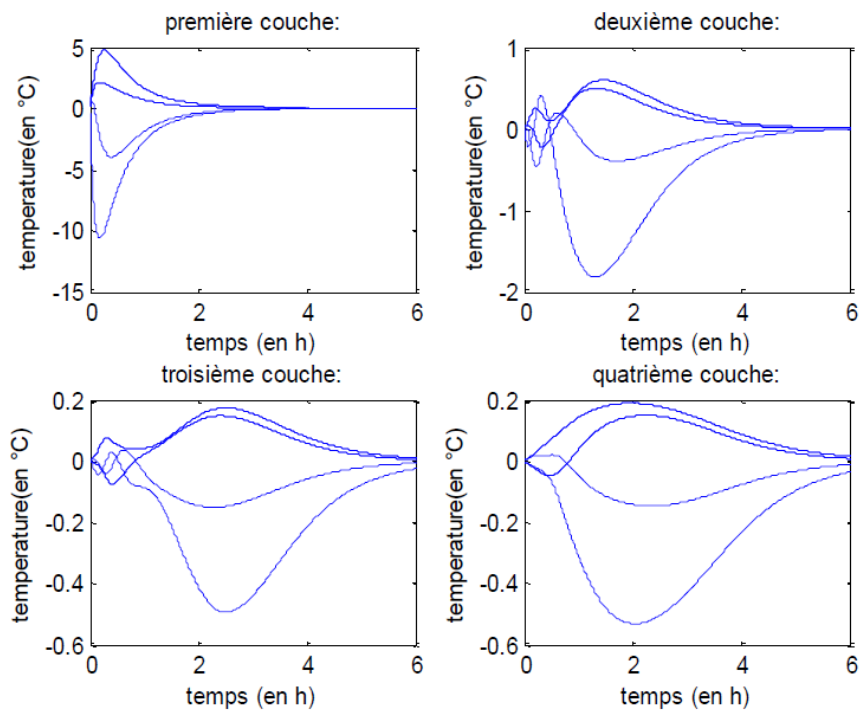 première couche:
temperature(en °C)
5
0
-5
-10
-15
0
2
4
6
temps (en h)
deuxième couche:
temperature(en °C)
1
0
-1
-2
0
2
4
6
temps (en h)
troisième couche:
temperature(en °C)
0.2
0
-0.2
-0.4
-0.6
0
2
4
6
temps (en h)
quatrième couche:
temperature(en °C)
0.2
0
-0.2
-0.4
-0.6
0
2
4
6
temps (en h)